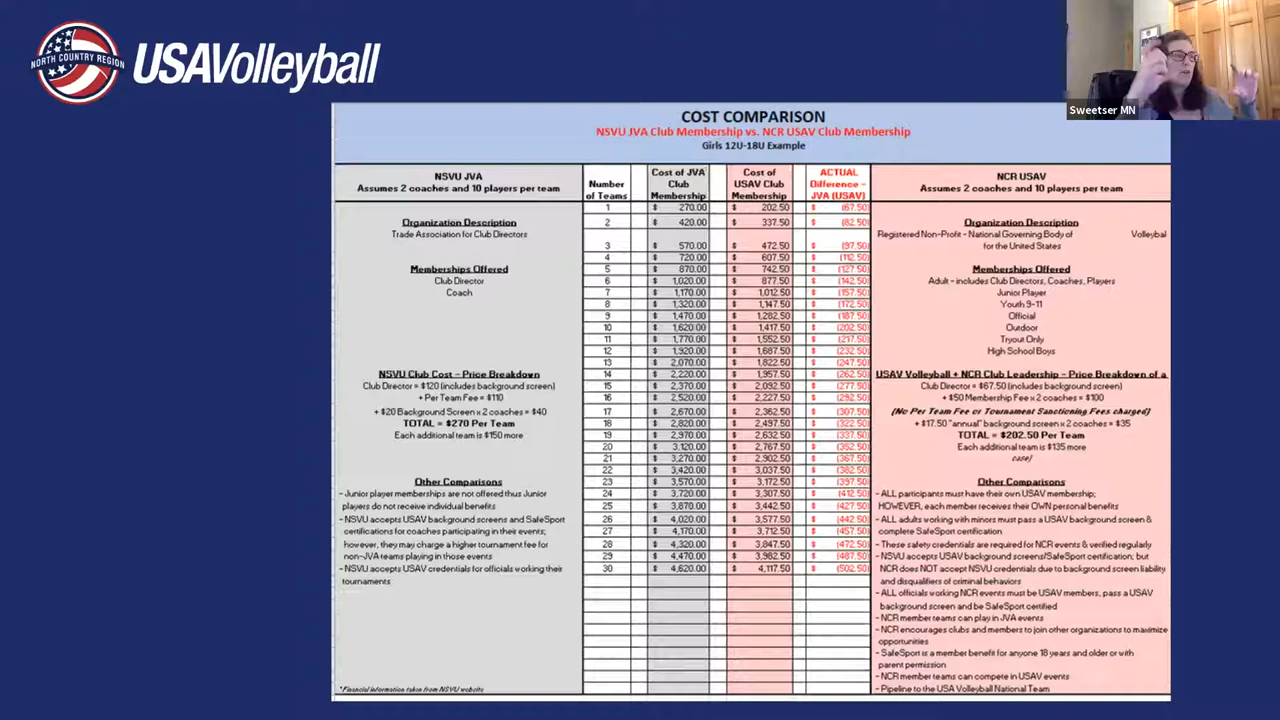 NORTH COUNTRY REGION
USAVolleyball
Sweetser MN
COST COMPARISON
NSVU JVA Club Membership vs. NCR USAV Club Membership
Girls 12U-18U Example
NSVU JVA
Assumes 2 coaches and 10 players per team
Organization Description
Trade Association for Club Directors
Memberships Offered
Club Director
Coach
NSVU Club Cost - Price Breakdown
Club Director = $120 (includes background screen)
+ Per Team Fee = $110
+ $20 Background Screen x 2 coaches = $40
TOTAL = $270 Per Team
Each additional team is $150 more
Other Comparisons
- Junior player memberships are not offered thus Junior
players do not receive individual benefits
- NSVU accepts USAV background screens and SafeSport
certifications for coaches participating in their events;
however, they may charge a higher tournament fee for
non-JVA teams playing in those events
- NSVU accepts USAV credentials for officials working their
tournaments
*Financial information taken from NSVU website
Number of Teams
Cost of JVA Club Membership
Cost of USAV Club Membership
ACTUAL Difference - JVA (USAV)
1 $ 270.00 $ 202.50 $ (67.50)
2 $ 420.00 $ 337.50 $ (82.50)
3 $ 570.00 $ 472.50 $ (97.50)
4 $ 720.00 $ 607.50 $ (112.50)
5 $ 870.00 $ 742.50 $ (127.50)
6 $ 1,020.00 $ 877.50 $ (142.50)
7 $ 1,170.00 $ 1,012.50 $ (157.50)
8 $ 1,320.00 $ 1,147.50 $ (172.50)
9 $ 1,470.00 $ 1,282.50 $ (187.50)
10 $ 1,620.00 $ 1,417.50 $ (202.50)
11 $ 1,770.00 $ 1,552.50 $ (217.50)
12 $ 1,920.00 $ 1,687.50 $ (232.50)
13 $ 2,070.00 $ 1,822.50 $ (247.50)
14 $ 2,220.00 $ 1,957.50 $ (262.50)
15 $ 2,370.00 $ 2,092.50 $ (277.50)
16 $ 2,520.00 $ 2,227.50 $ (292.50)
17 $ 2,670.00 $ 2,362.50 $ (307.50)
18 $ 2,820.00 $ 2,497.50 $ (322.50)
19 $ 2,970.00 $ 2,632.50 $ (337.50)
20 $ 3,120.00 $ 2,767.50 $ (352.50)
21 $ 3,270.00 $ 2,902.50 $ (367.50)
22 $ 3,420.00 $ 3,037.50 $ (382.50)
23 $ 3,570.00 $ 3,172.50 $ (397.50)
24 $ 3,720.00 $ 3,307.50 $ (412.50)
25 $ 3,870.00 $ 3,442.50 $ (427.50)
26 $ 4,020.00 $ 3,577.50 $ (442.50)
27 $ 4,170.00 $ 3,712.50 $ (457.50)
28 $ 4,320.00 $ 3,847.50 $ (472.50)
29 $ 4,470.00 $ 3,982.50 $ (487.50)
30 $ 4,620.00 $ 4,117.50 $ (502.50)
NCR USAV
Assumes 2 coaches and 10 players per team
Organization Description
Registered Non-Profit - National Governing Body of Volleybal
for the United States
Memberships Offered
Adult - includes Club Directors, Coaches, Players
Junior Player
Youth 9-11
Official
Outdoor
Tryout Only
High School Boys
USAV Volleyball + NCR Club Leadership - Price Breakdown of a
Club Director = $67.50 (includes background screen)
+ $50 Membership Fee x 2 coaches = $100
(No Per Team Fee or Tournament Sanctioning Fees charged)
+ $17.50 "annual" background screen x 2 coaches = $35
TOTAL = $202.50 Per Team
Each additional team is $135 more
case)
Other Comparisons
- ALL participants must have their own USAV membership;
HOWEVER, each member receives their OWN personal benefits
- ALL adults working with minors must pass a USAV background screen &
complete SafeSport certification
- These safety credentials are required for NCR events & verified regularly
- NSVU accepts USAV background screens/SafeSport certification; but
NCR does NOT accept NSVU credentials due to background screen liability
and disqualifiers of criminal behaviors
- ALL officials working NCR events must be USAV members, pass a USAV
background screen and be SafeSport certified
- NCR member teams can play in JVA events
- NCR encourages clubs and members to join other organizations to maximize
opportunities
- SafeSport is a member benefit for anyone 18 years and older or with
parent permission
- NCR member teams can compete in USAV events
- Pipeline to the USA Volleyball National Team